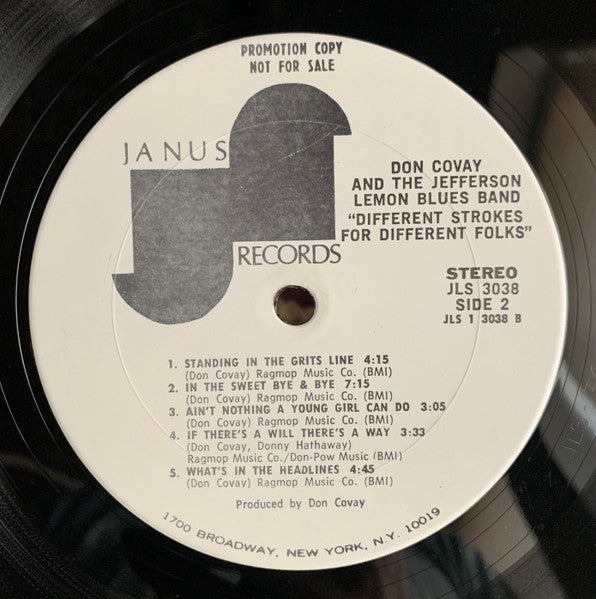 PROMOTION COPY
NOT FOR SALE
JANUS
RECORDS
DON COVAY
AND THE JEFFERSON
LEMON BLUES BAND
"DIFFERENT STROKES
FOR DIFFERENT FOLKS"
STEREO
JLS 3038
SIDE 2
JLS 1 3038 B
1. STANDING IN THE GRITS LINE 4:15
(Don Covay) Ragmop Music Co. (BMI)
2. IN THE SWEET BYE & BYE 7:15
(Don Covay) Ragmop Music Co. (BMI)
3. AIN'T NOTHING A YOUNG GIRL CAN DO 3:05
(Don Covay) Ragmop Music Co. (BMI)
4. IF THERE'S A WILL THERE'S A WAY 3:33
(Don Covay, Donny Hathaway)
Ragmop Music Co./Don-Pow Music (BMI)
5. WHAT'S IN THE HEADLINES 4:45
(Don Covay) Ragmop Music Co. (BMI)
Produced by Don Covay
1700 BROADWAY, NEW YORK, N.Y. 10019